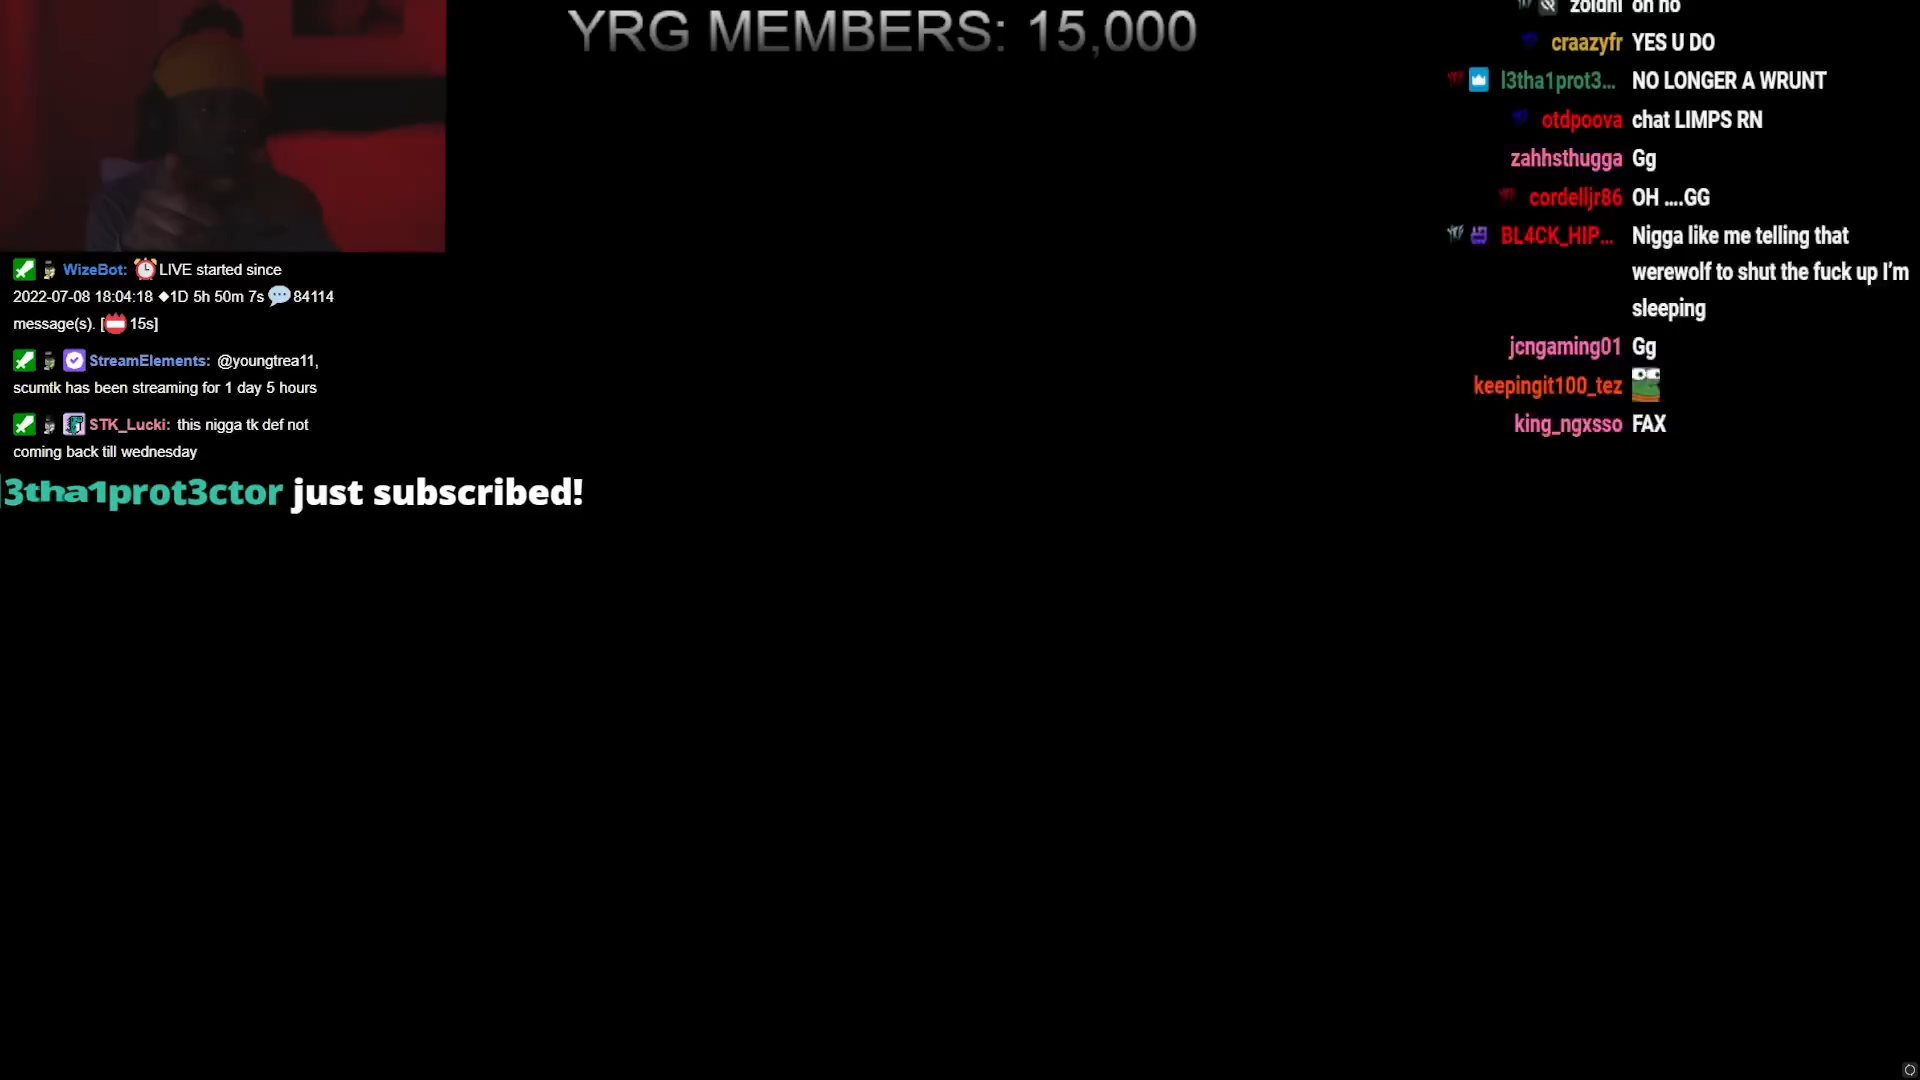 YRG MEMBERS: 15,000
WizeBot: LIVE started since
2022-07-08 18:04:18 ◆1D 5h 50m 7s 84114
message(s). [ 15s]
StreamElements: @youngtrea11,
scumtk has been streaming for 1 day 5 hours
STK_Lucki: this nigga tk def not
coming back till wednesday
l3tha1prot3ctor just subscribed!
zoldhi oh no
craazyfr YES U DO
l3tha1prot3... NO LONGER A WRUNT
otdpoova chat LIMPS RN
zahhsthugga Gg
cordelljr86 OH ....GG
BL4CK_HIP... Nigga like me telling that
werewolf to shut the fuck up I’m
sleeping
jcngaming01 Gg
keepingit100_tez
king_ngxsso FAX